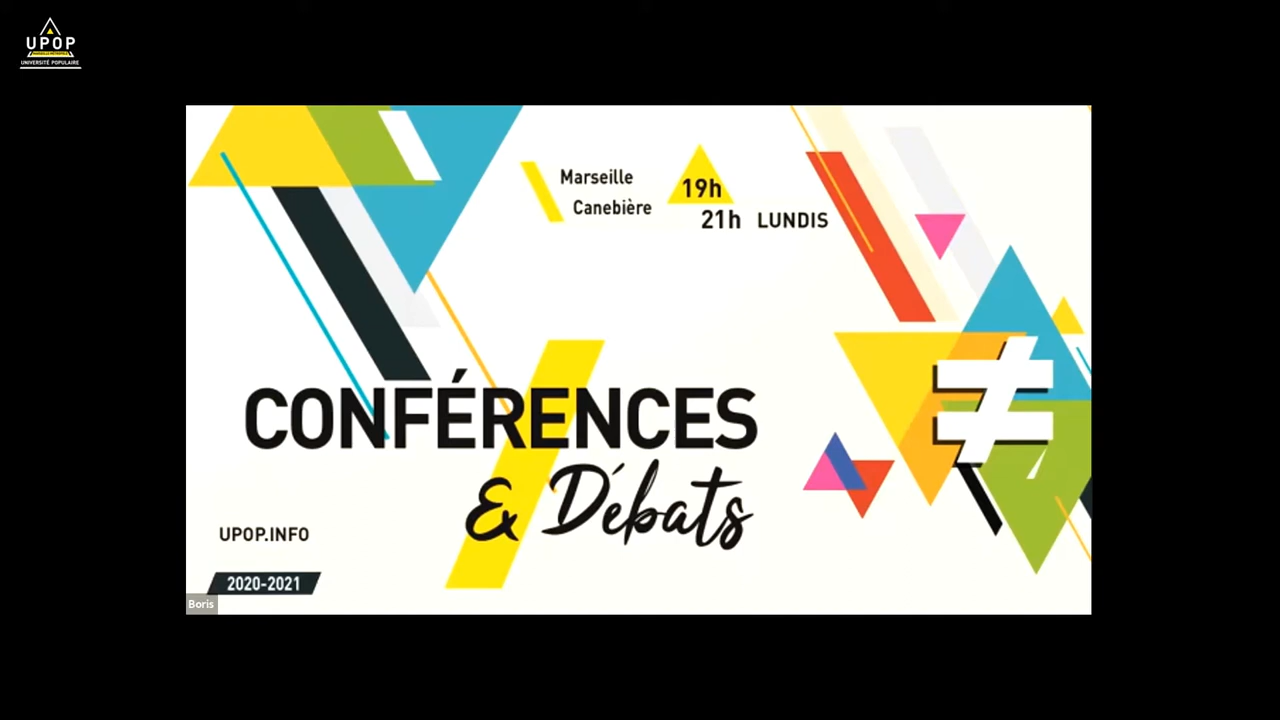 UPOP
UNIVERSITÉ POPULAIRE
Marseille
Canebière
19h
21h LUNDIS
≠
CONFÉRENCES
& Débats
UPOP.INFO
2020-2021
Boris